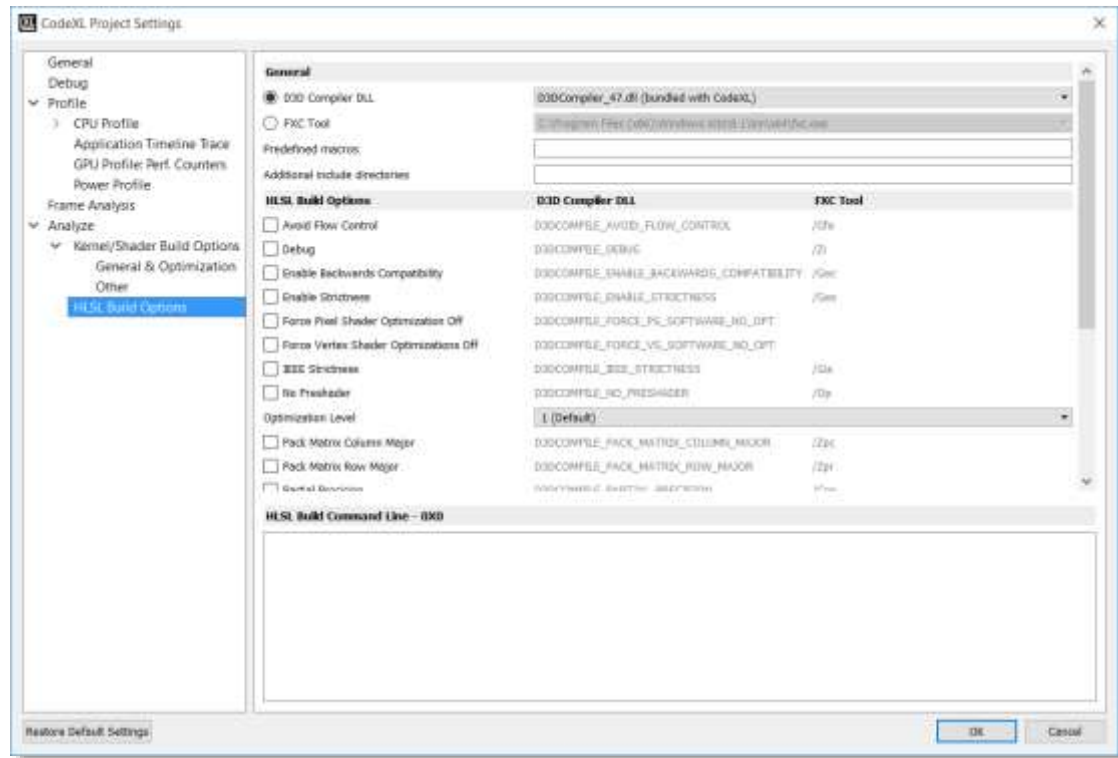 CodeXL Project Settings
General
Debug
Profile
CPU Profile
Application Timeline Trace
GPU Profile: Perf. Counters
Power Profile
Frame Analysis
Analyze
Kernel/Shader Build Options
General & Optimization
Other
HLSL Build Options
General
D3D Compiler DLL D3DCompiler_47.dll (bundled with CodeXL)
FXC Tool
Predefined macros
Additional include directories
HLSL Build Options D3D Compiler DLL FXC Tool
Avoid Flow Control D3DCOMPILE_AVOID_FLOW_CONTROL /Gfa
Debug D3DCOMPILE_DEBUG /Zi
Enable Backwards Compatibility D3DCOMPILE_ENABLE_BACKWARDS_COMPATIBILITY /Gec
Enable Strictness D3DCOMPILE_ENABLE_STRICTNESS /Ges
Force Pixel Shader Optimization Off D3DCOMPILE_FORCE_PS_SOFTWARE_NO_OPT
Force Vertex Shader Optimizations Off D3DCOMPILE_FORCE_VS_SOFTWARE_NO_OPT
IEEE Strictness D3DCOMPILE_IEEE_STRICTNESS /Gis
No Preshader D3DCOMPILE_NO_PRESHADER /Op
Optimization Level 1 (Default)
Pack Matrix Column Major D3DCOMPILE_PACK_MATRIX_COLUMN_MAJOR /Zpc
Pack Matrix Row Major D3DCOMPILE_PACK_MATRIX_ROW_MAJOR /Zpr
HLSL Build Command Line - DXD
Restore Default Settings
OK
Cancel